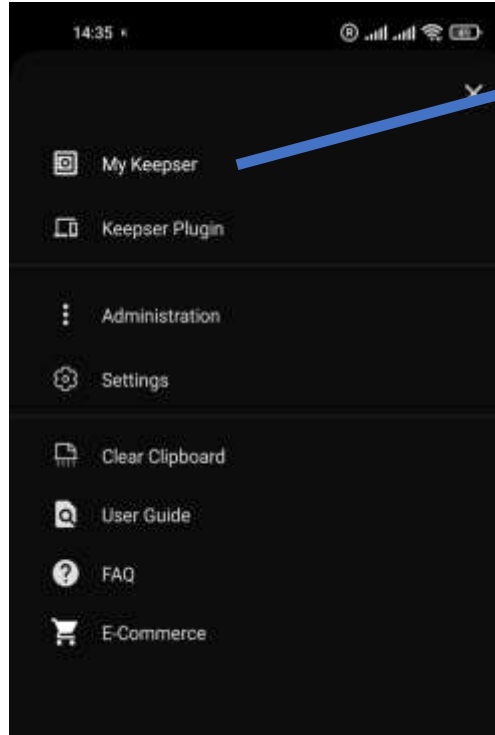 14:35
My Keepser
Keepser Plugin
Administration
Settings
Clear Clipboard
User Guide
FAQ
E-Commerce